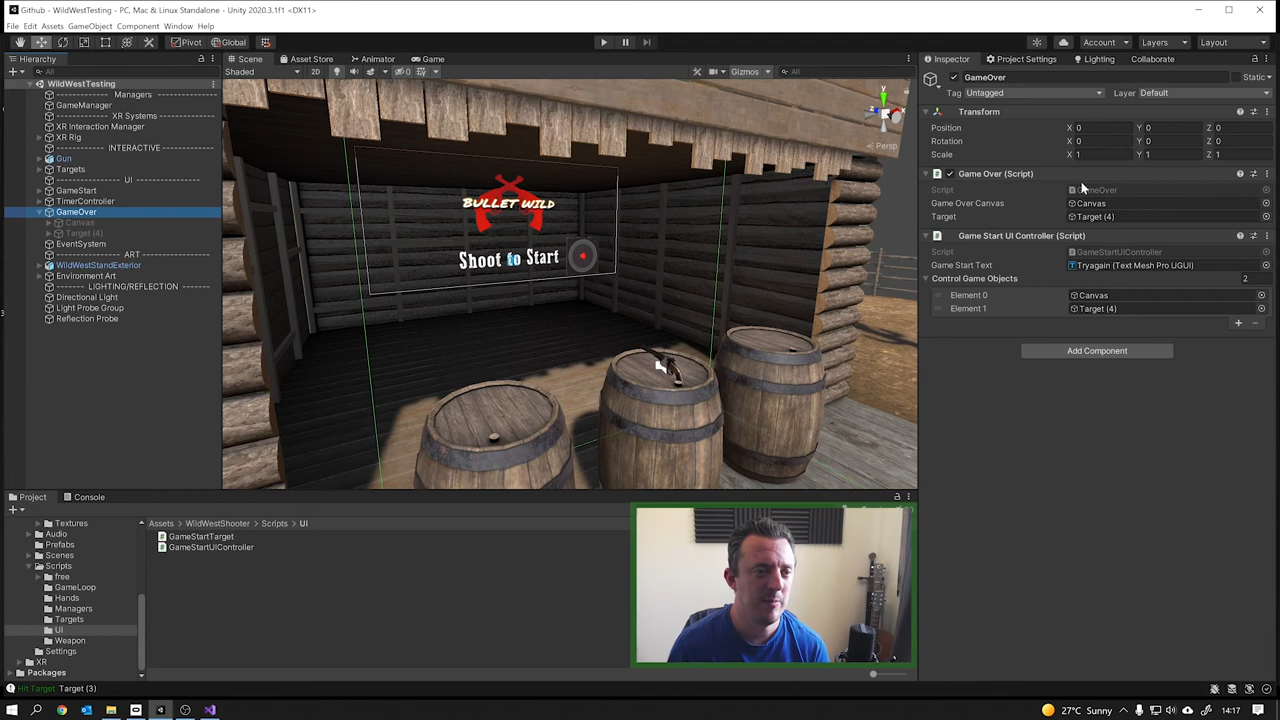 Github - WildWestTesting - PC, Mac & Linux Standalone - Unity 2020.3.1f1 <DX11>
File Edit Assets GameObject Component Window Help
Pivot Global
Account Layers Layout
Hierarchy
All
WildWestTesting
---------------- Managers ----------------
GameManager
---------------- XR Systems ----------------
XR Interaction Manager
XR Rig
---------------- INTERACTIVE ----------------
Gun
Targets
---------------- UI ----------------
GameStart
TimerController
GameOver
Canvas
Target (4)
EventSystem
---------------- ART ----------------
WildWestStandExterior
Environment Art
---------------- LIGHTING/REFLECTION ----------------
Directional Light
Light Probe Group
Reflection Probe
Scene Asset Store Animator Game
Shaded 2D 0 Gizmos All
y
Persp
BULLET WILD
Shoot to Start
Inspector Project Settings Lighting Collaborate
GameOver Static
Tag Untagged Layer Default
Transform
Position X 0 Y 0 Z 0
Rotation X 0 Y 0 Z 0
Scale X 1 Y 1 Z 1
Game Over (Script)
Script GameOver
Game Over Canvas Canvas
Target Target (4)
Game Start UI Controller (Script)
Script GameStartUIController
Game Start Text Tryagain (Text Mesh Pro UGUI)
Control Game Objects 2
Element 0 Canvas
Element 1 Target (4)
Add Component
Project Console
Textures
Audio
Prefabs
Scenes
Scripts
free
GameLoop
Hands
Managers
Targets
UI
Weapon
Settings
XR
Packages
Assets > WildWestShooter > Scripts > UI
GameStartTarget
GameStartUIController
Hit Target Target (3)
27°C Sunny 14:17